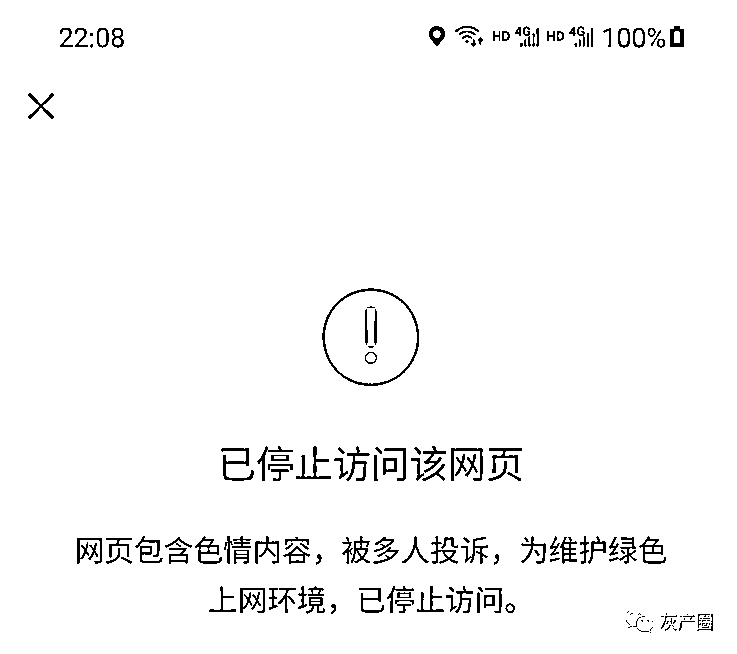 22:08 HD 4G HD 4G 100%
已停止访问该网页
网页包含色情内容，被多人投诉，为维护绿色
上网环境，已停止访问。
灰产圈